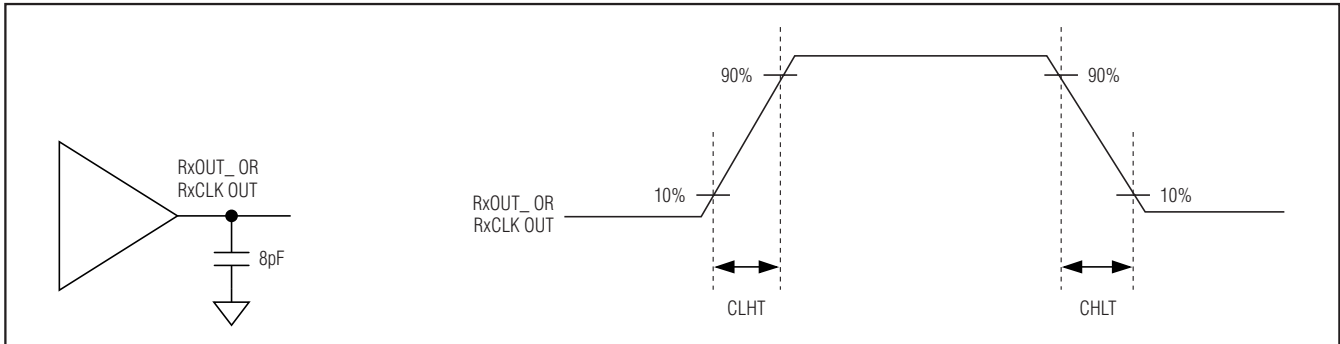 RxOUT_ OR
RxCLK OUT
8pF
RxOUT_ OR
RxCLK OUT
90%
10%
90%
10%
CLHT
CHLT